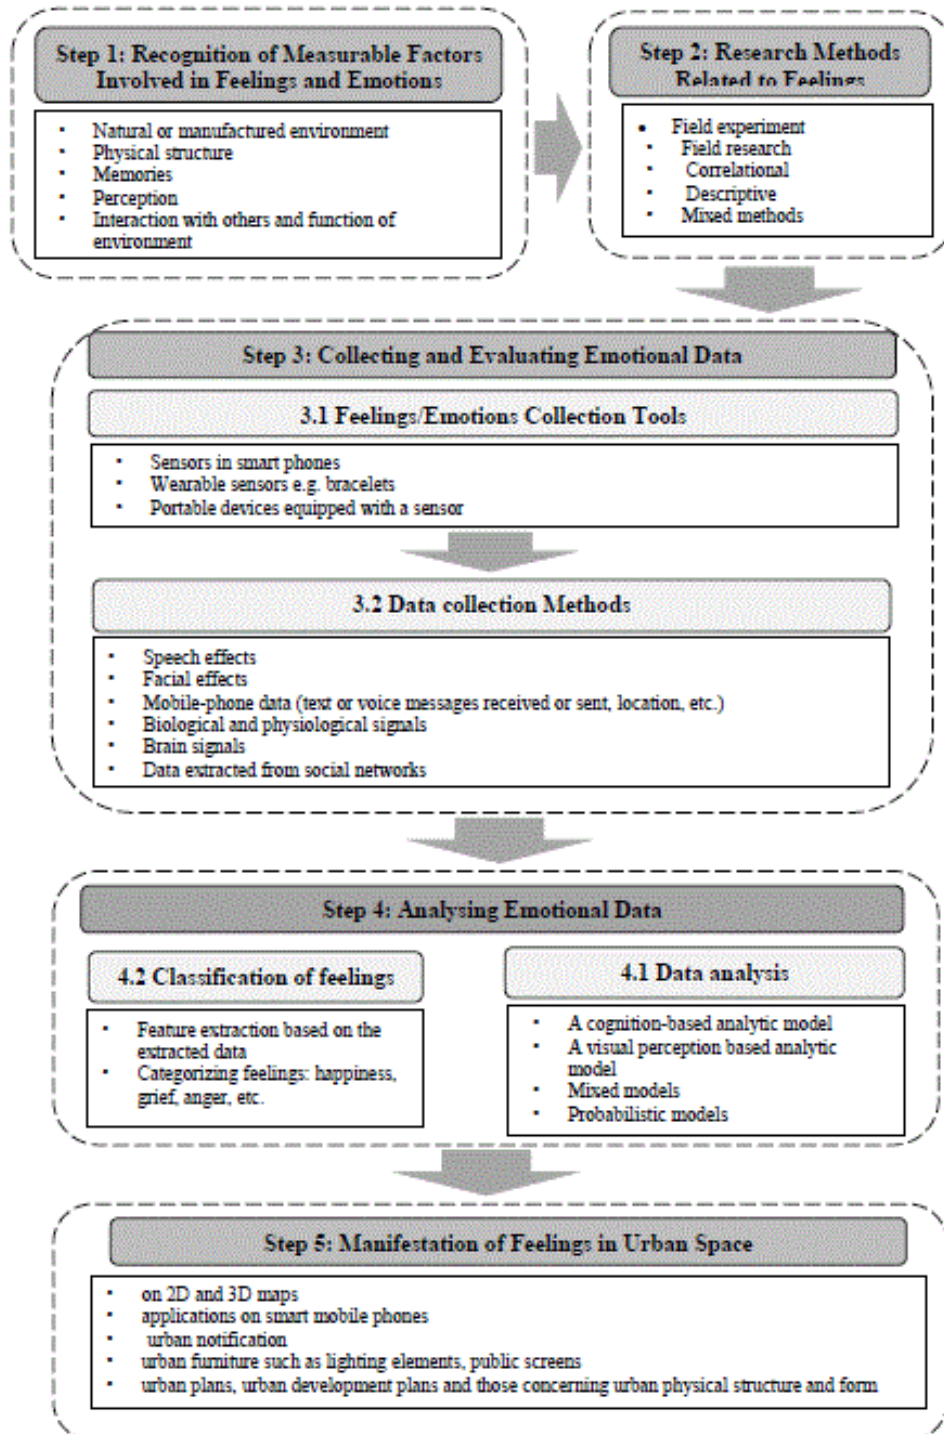 Step 1: Recognition of Measurable Factors
Involved in Feelings and Emotions
▪ Natural or manufactured environment
▪ Physical structure
▪ Memories
▪ Perception
▪ Interaction with others and function of
environment
Step 2: Research Methods
Related to Feelings
• Field experiment
▪ Field research
▪ Correlational
▪ Descriptive
▪ Mixed methods
Step 3: Collecting and Evaluating Emotional Data
3.1 Feelings/Emotions Collection Tools
▪ Sensors in smart phones
▪ Wearable sensors e.g. bracelets
▪ Portable devices equipped with a sensor
3.2 Data collection Methods
▪ Speech effects
▪ Facial effects
▪ Mobile-phone data (text or voice messages received or sent, location, etc.)
▪ Biological and physiological signals
▪ Brain signals
▪ Data extracted from social networks
Step 4: Analysing Emotional Data
4.2 Classification of feelings
▪ Feature extraction based on the
extracted data
▪ Categorizing feelings: happiness,
grief, anger, etc.
4.1 Data analysis
▪ A cognition-based analytic model
▪ A visual perception based analytic
model
▪ Mixed models
▪ Probabilistic models
Step 5: Manifestation of Feelings in Urban Space
▪ on 2D and 3D maps
▪ applications on smart mobile phones
▪ urban notification
▪ urban furniture such as lighting elements, public screens
▪ urban plans, urban development plans and those concerning urban physical structure and form